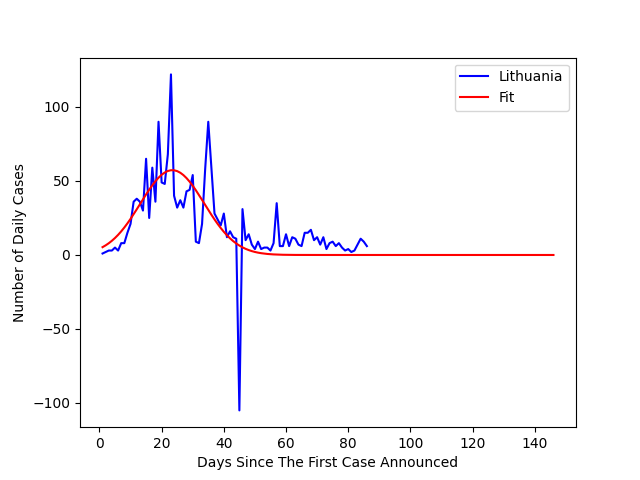 Lithuania
Fit
Number of Daily Cases
100
50
0
−50
−100
0 20 40 60 80 100 120 140
Days Since The First Case Announced